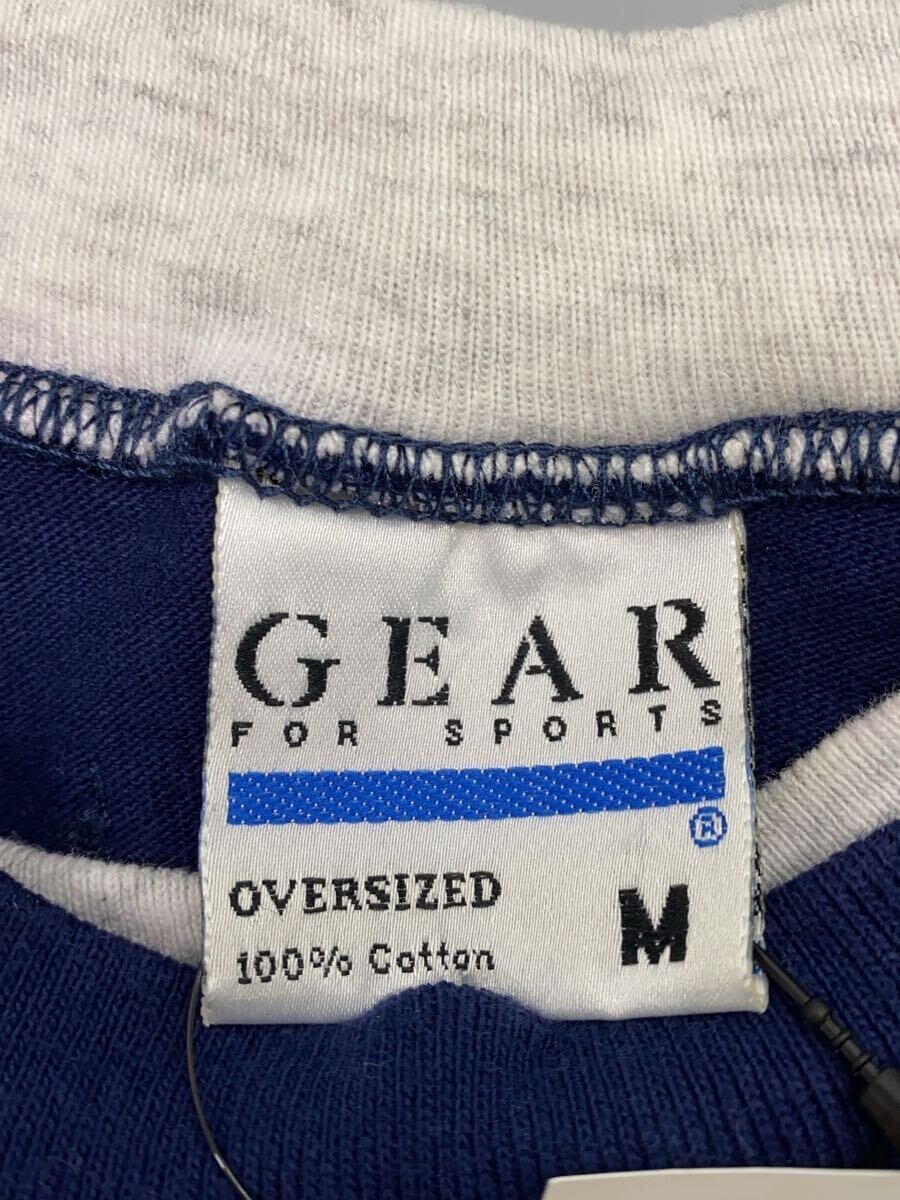 GEAR
FOR SPORTS
®
OVERSIZED
100% Cotton
M